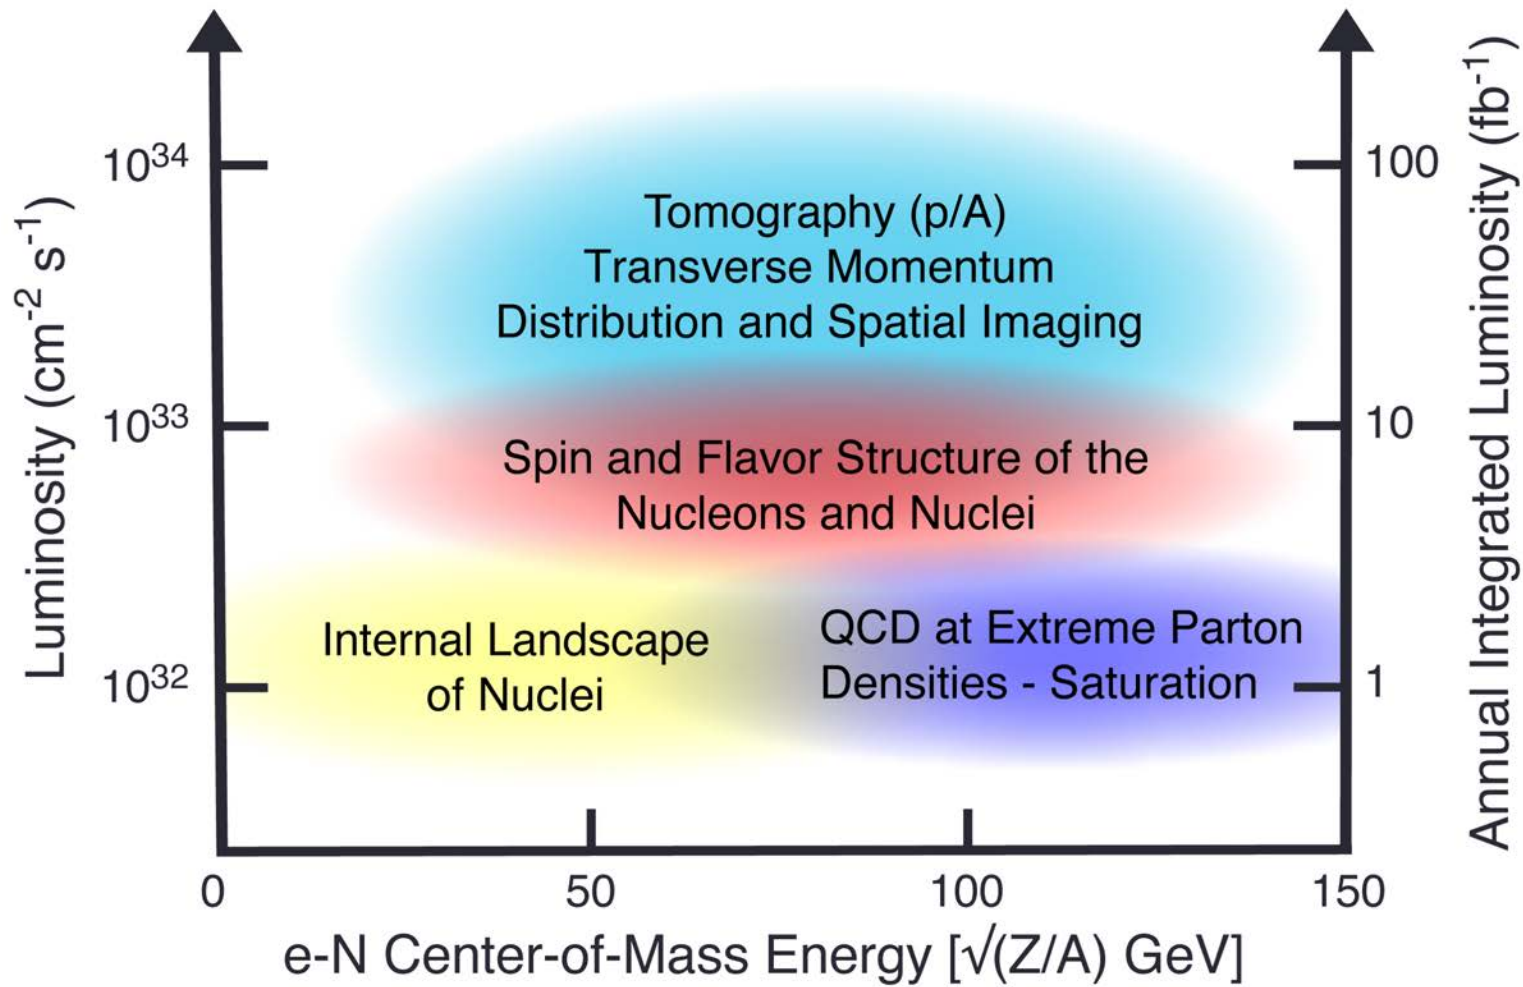 Luminosity (cm⁻² s⁻¹)
10³⁴
10³³
10³²
Tomography (p/A)
Transverse Momentum
Distribution and Spatial Imaging
Spin and Flavor Structure of the
Nucleons and Nuclei
Internal Landscape
of Nuclei
QCD at Extreme Parton
Densities - Saturation
100
10
1
Annual Integrated Luminosity (fb⁻¹)
0 50 100 150
e-N Center-of-Mass Energy [√(Z/A) GeV]